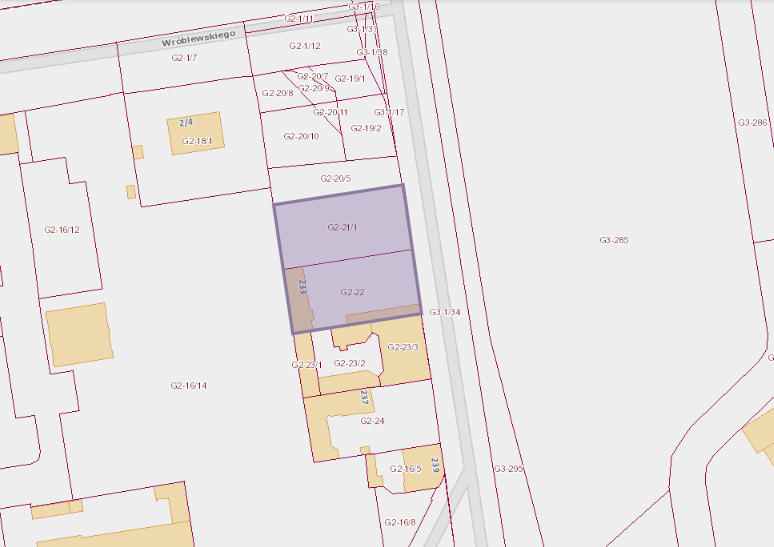 G3-1/16
G2-1/11
Wróblewskiego
G3-1/37
G2-1/12
G3-1/38
G2-1/7
G2-20/7
G2-19/1
G2-20/9
G2-20/8
G2-20/11
G3-1/17
2/4
G3-286
G2-19/2
G2-20/10
G2-18/1
G2-20/5
G2-21/1
G2-16/12
G3-285
233
G2-22
G3-1/34
G2-23/3
G2-23/1
G2-23/2
G2-16/14
237
G2-24
239
G2-16/5
G3-295
G2-16/8